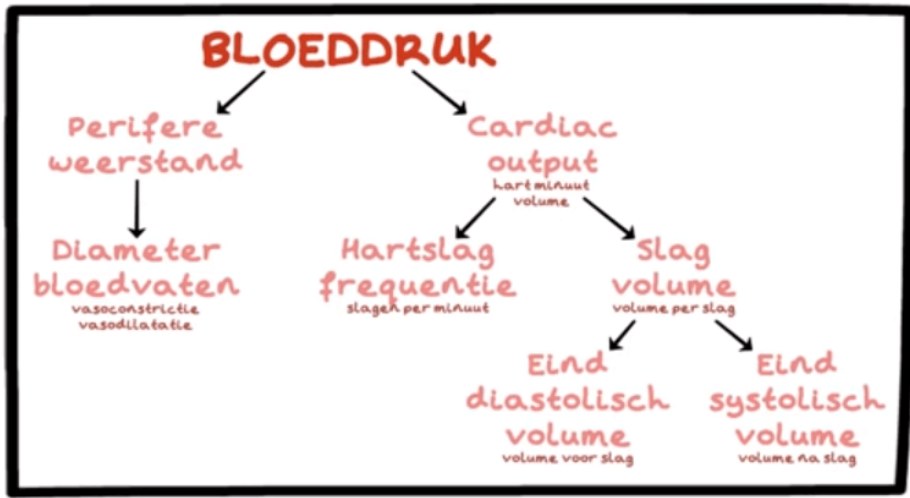 BLOEDDRUK
Perifere
weerstand
Cardiac
output
hart minuut
volume
Diameter
bloedvaten
vasoconstrictie
vasodilatatie
Hartslag
frequentie
slagen per minuut
Slag
volume
volume per slag
Eind
diastolisch
volume
volume voor slag
Eind
systolisch
volume
volume na slag